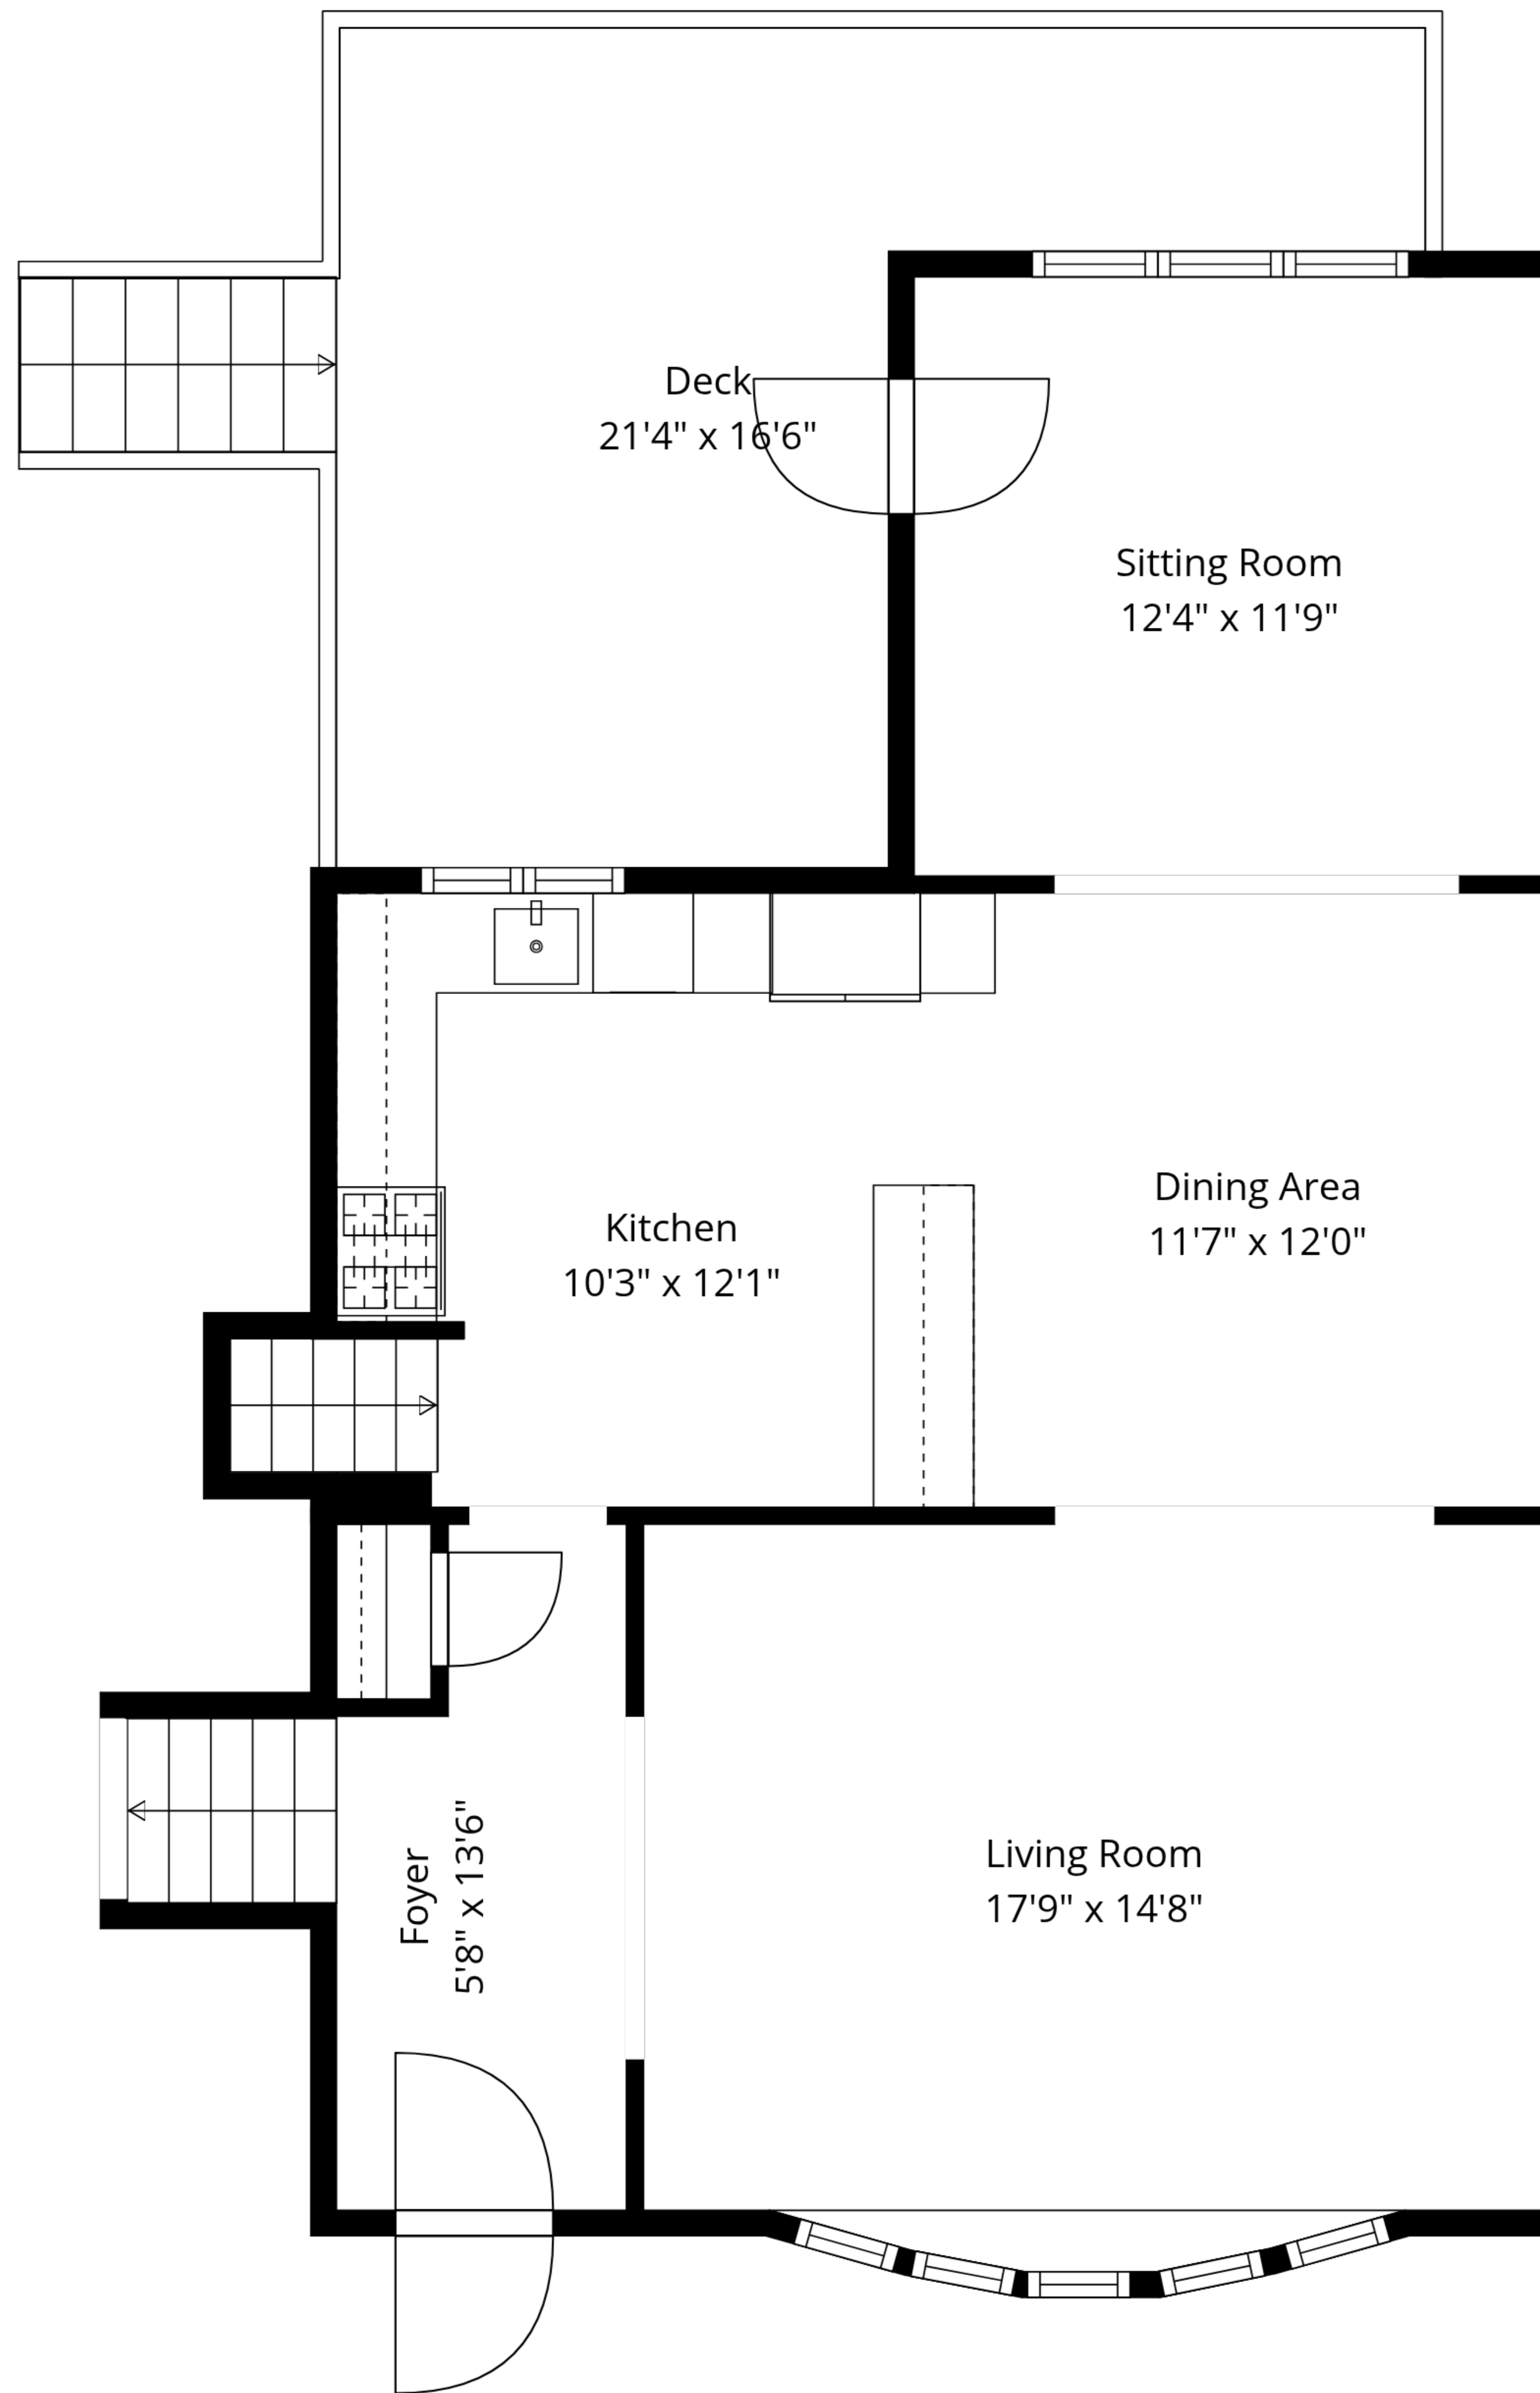 Deck
21'4" x 16'6"
Sitting Room
12'4" x 11'9"
Dining Area
11'7" x 12'0"
Kitchen
10'3" x 12'1"
Foyer
5'8" x 13'6"
Living Room
17'9" x 14'8"